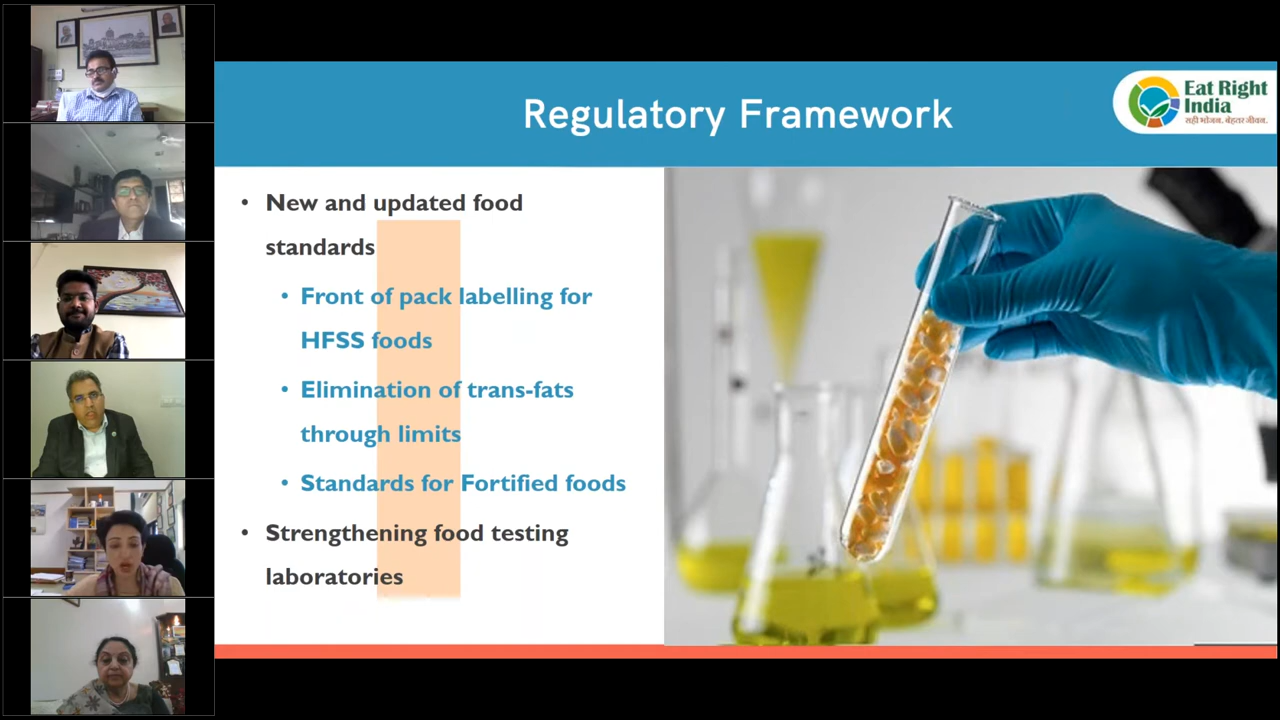 Regulatory Framework
Eat Right
India
सही भोजन. बेहतर जीवन.
• New and updated food
standards
• Front of pack labelling for
HFSS foods
• Elimination of trans-fats
through limits
• Standards for Fortified foods
• Strengthening food testing
laboratories